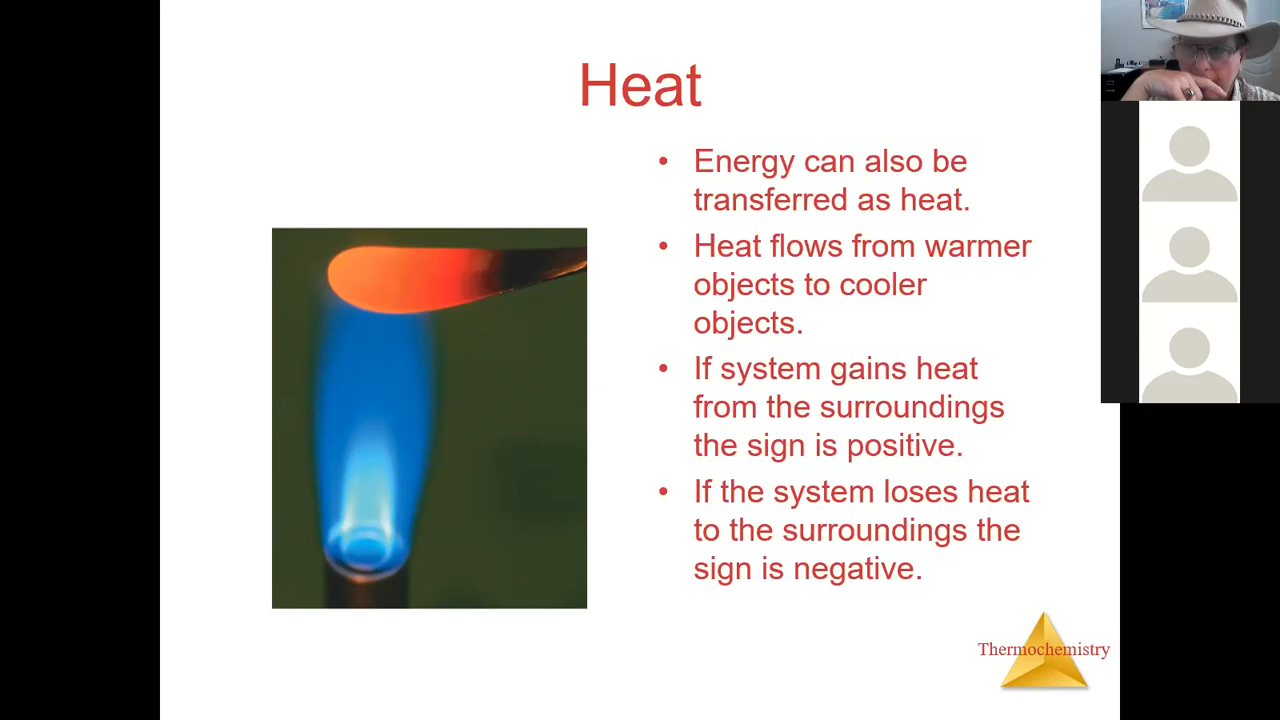 Heat
• Energy can also be
transferred as heat.
• Heat flows from warmer
objects to cooler
objects.
• If system gains heat
from the surroundings
the sign is positive.
• If the system loses heat
to the surroundings the
sign is negative.
Thermochemistry